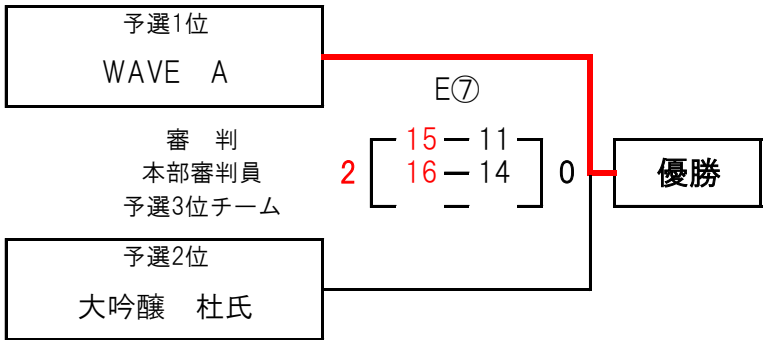 予選1位
WAVE　A
E⑦
審　判
本部審判員
予選3位チーム
2
15 － 11
16 － 14
－
0
優勝
予選2位
大吟醸　杜氏